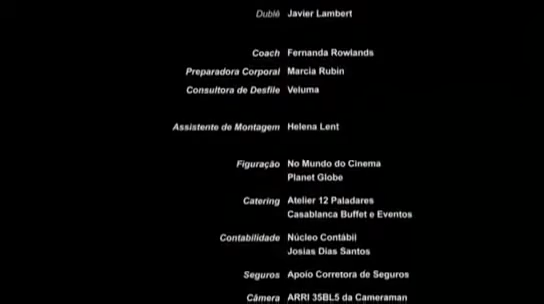 Dublê Javier Lambert
Coach Fernanda Rowlands
Preparadora Corporal Marcia Rubin
Consultora de Desfile Veluma
Assistente de Montagem Helena Lent
Figuração No Mundo do Cinema
Planet Globe
Catering Atelier 12 Paladares
Casablanca Buffet e Eventos
Contabilidade Núcleo Contábil
Josias Dias Santos
Seguros Apoio Corretora de Seguros
Câmera ARRI 35BL5 da Cameraman